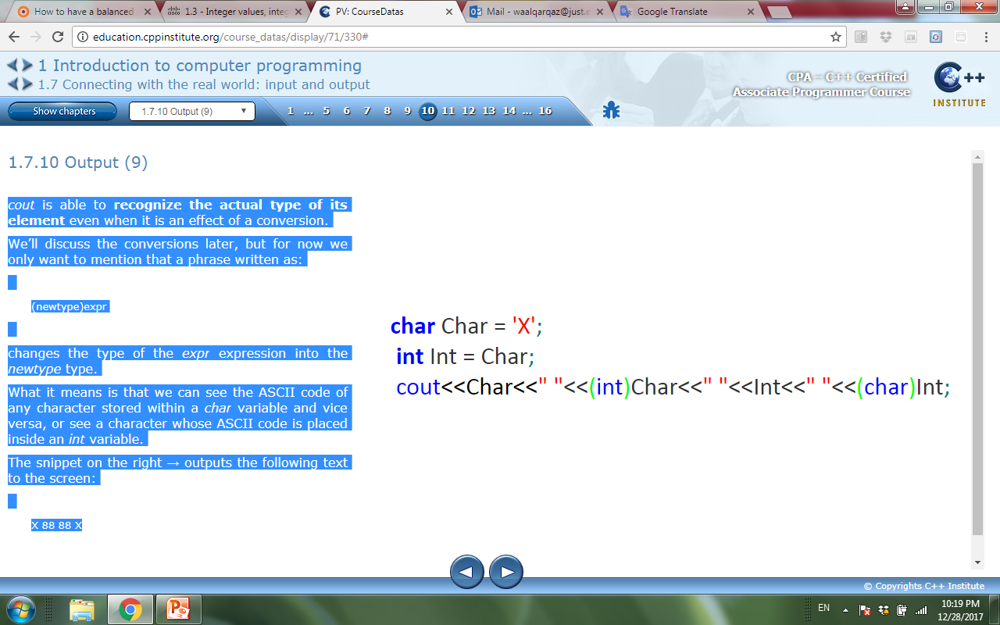 How to have a balanced
1.3 - Integer values, integ
PV: CourseDatas
Mail - waalqarqaz@just.e
Google Translate
education.cppinstitute.org/course_datas/display/71/330#
1 Introduction to computer programming
1.7 Connecting with the real world: input and output
CPA – C++ Certified
Associate Programmer Course
C++
INSTITUTE
Show chapters
1.7.10 Output (9)
1 ... 5 6 7 8 9 10 11 12 13 14 ... 16
1.7.10 Output (9)
cout is able to recognize the actual type of its
element even when it is an effect of a conversion.
We’ll discuss the conversions later, but for now we
only want to mention that a phrase written as:
(newtype)expr
changes the type of the expr expression into the
newtype type.
What it means is that we can see the ASCII code of
any character stored within a char variable and vice
versa, or see a character whose ASCII code is placed
inside an int variable.
The snippet on the right → outputs the following text
to the screen:
X 88 88 X
char Char = 'X';
int Int = Char;
cout<<Char<<" "<<(int)Char<<" "<<Int<<" "<<(char)Int;
© Copyrights C++ Institute
EN
10:19 PM
12/28/2017